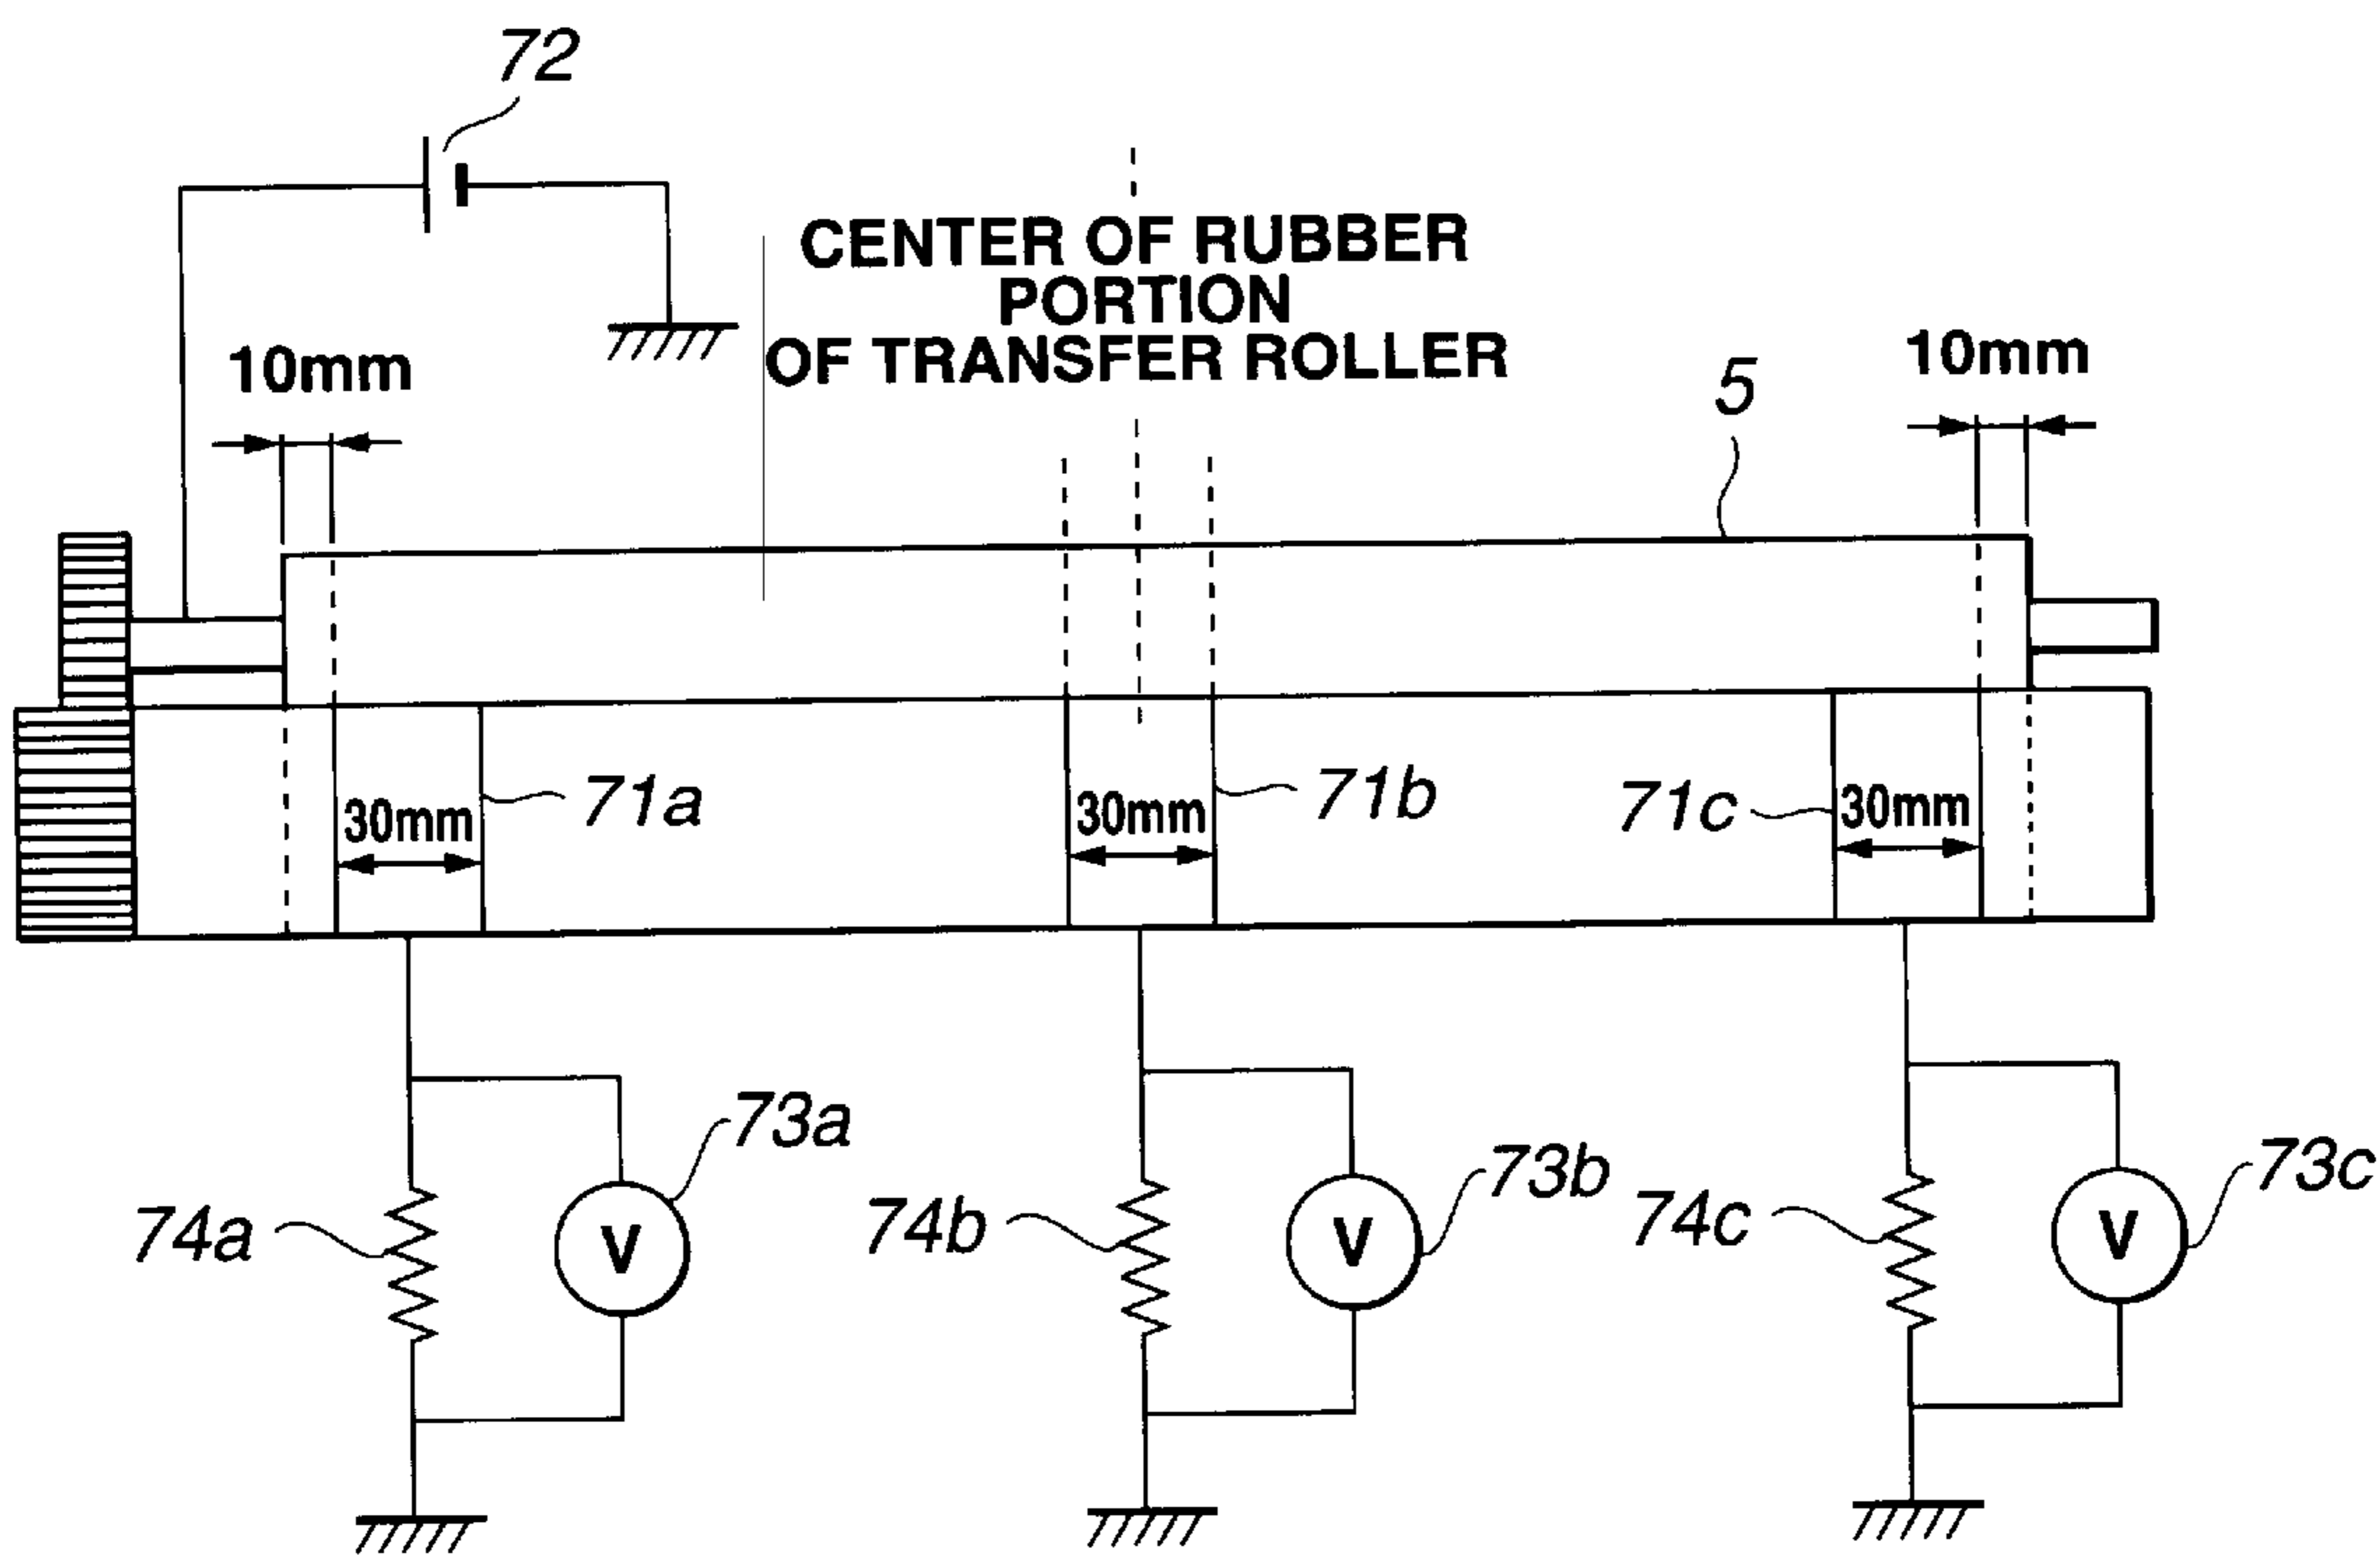 72
CENTER OF RUBBER
PORTION
OF TRANSFER ROLLER
10mm
10mm
5
30mm
71a
30mm
71b
71c
30mm
73a
73b
73c
74a
V
74b
V
74c
V